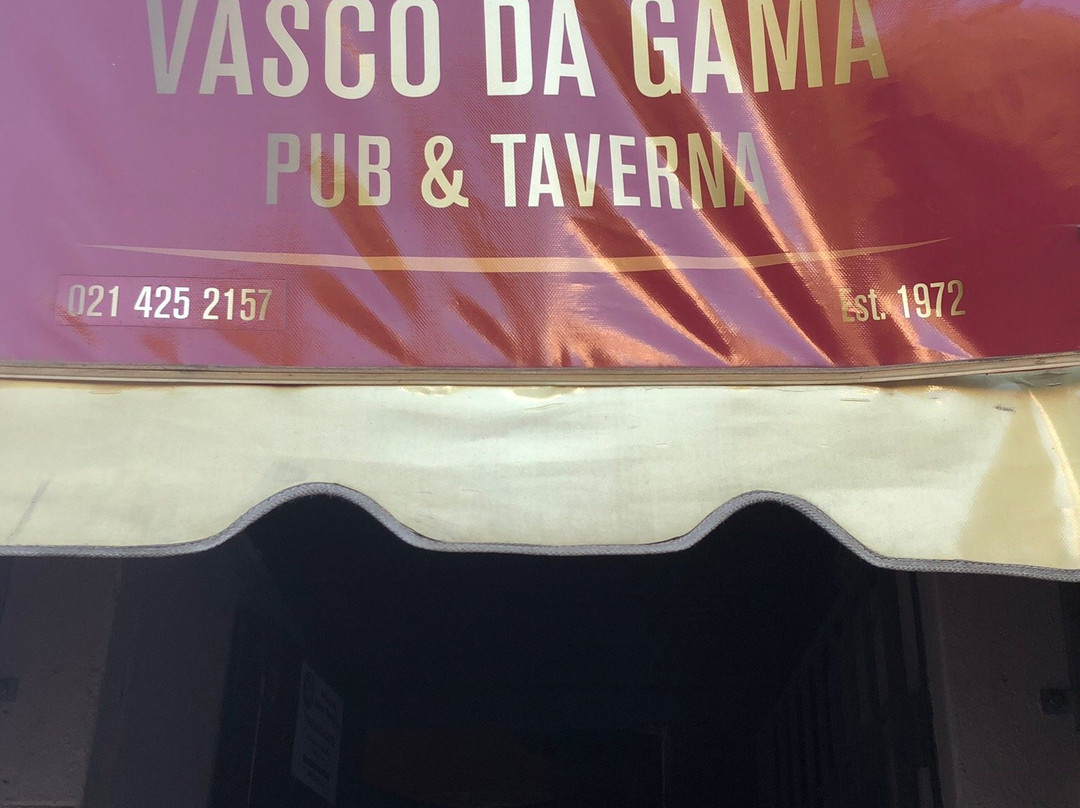 VASCO DA GAMA
PUB & TAVERNA
021 425 2157
Est. 1972